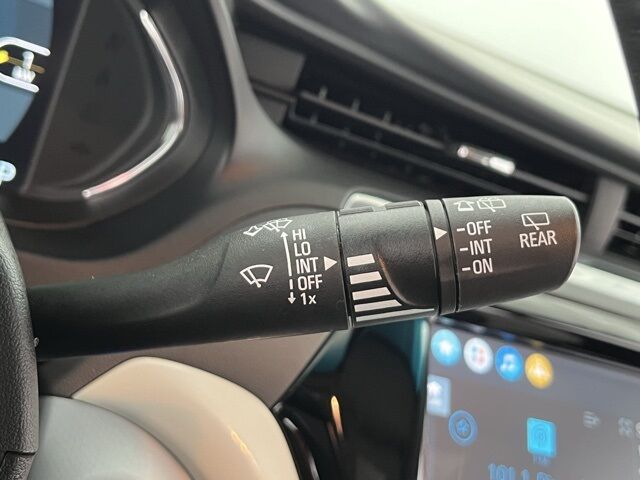 HI
LO
INT
OFF
1x
-OFF
-INT
-ON
REAR
P